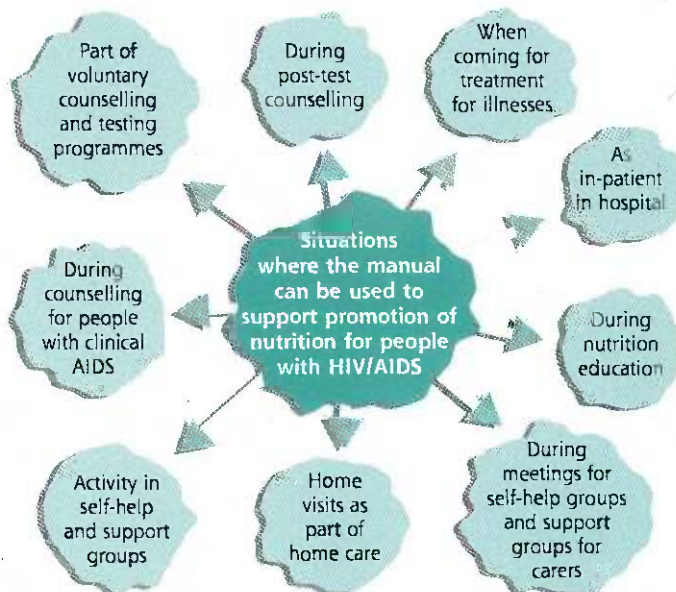 Part of
voluntary
counselling
and testing
programmes
During
post-test
counselling
When
coming for
treatment
for illnesses.
As
in-patient
in hospital
Situations
where the manual
can be used to
support promotion of
nutrition for people
with HIV/AIDS
During
counselling
for people
with clinical
AIDS
During
nutrition
education
Activity in
self-help
and support
groups
Home
visits as
part of
home care
During
meetings for
self-help groups
and support
groups for
carers